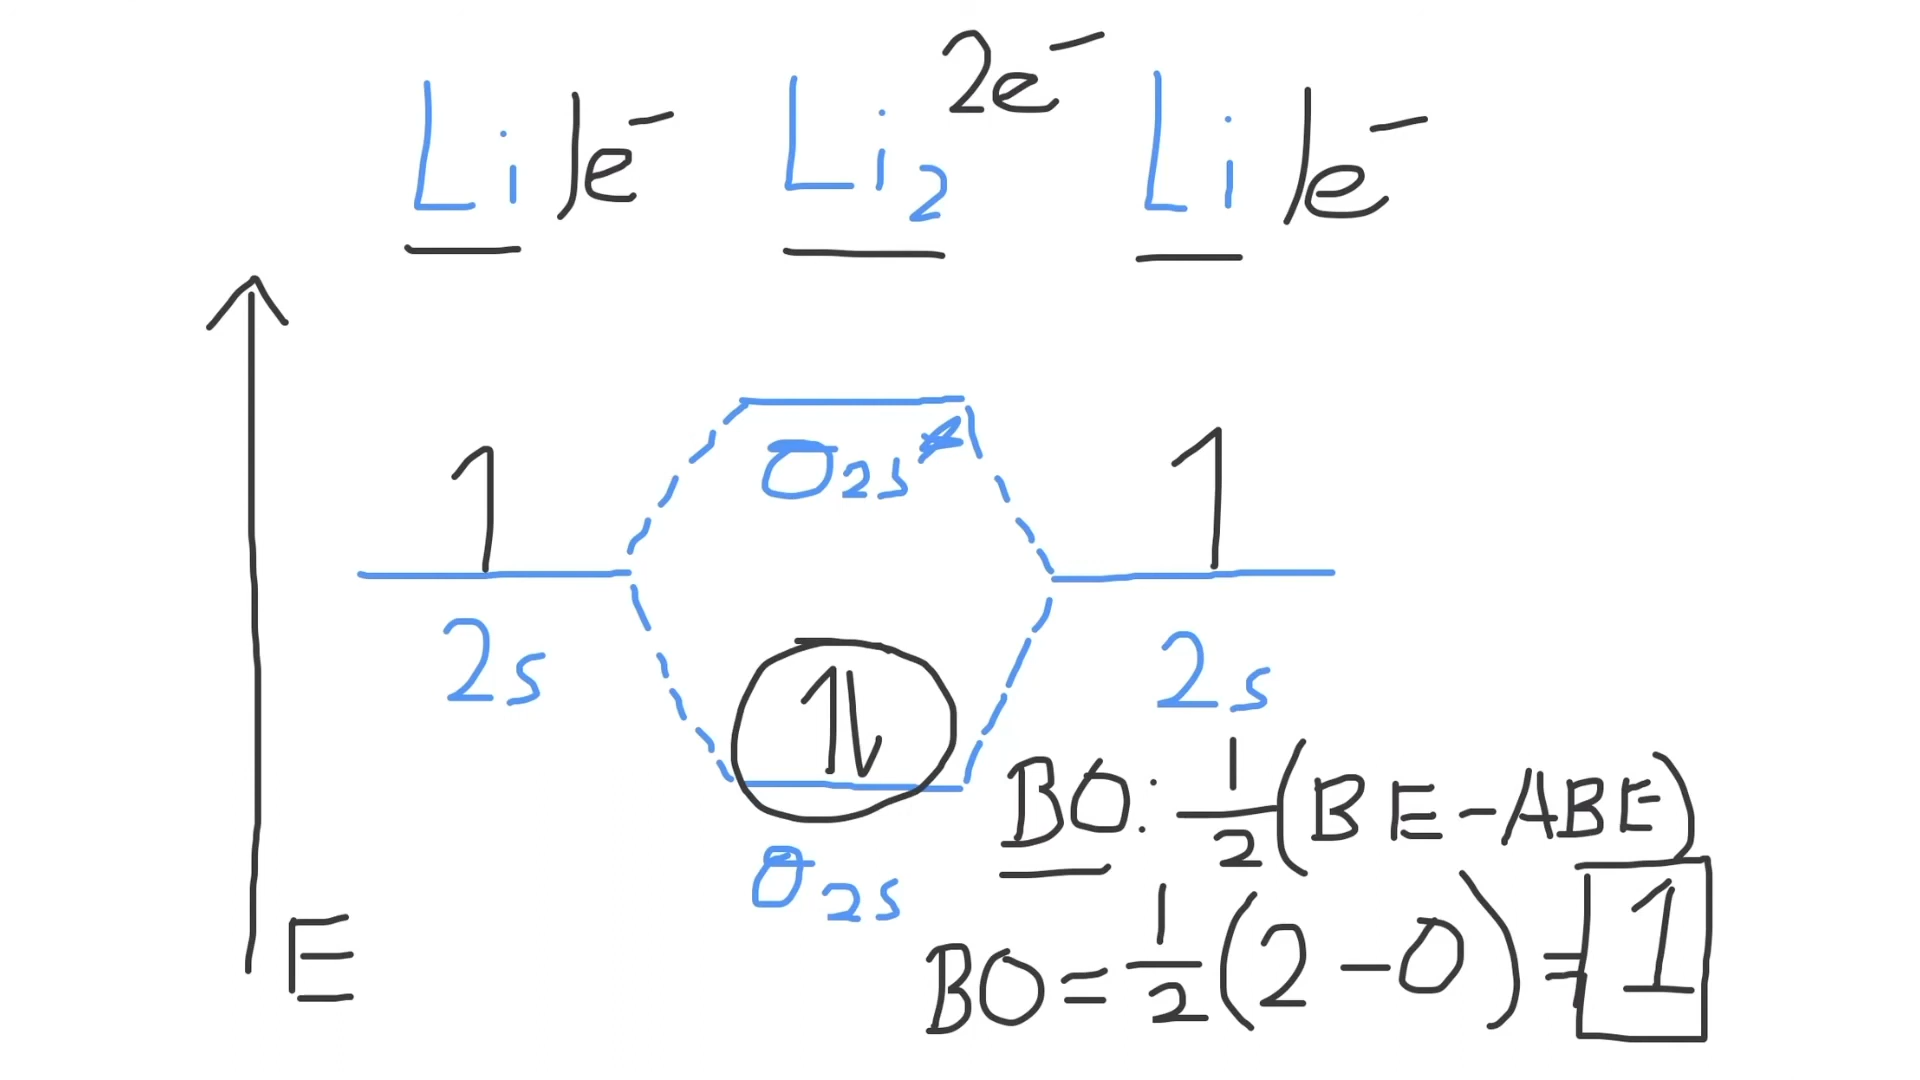 Li 1e⁻ Li₂ 2e⁻ Li 1e⁻
σ₂s*
1 1
2s 2s
1l
σ₂s
BO: 1/2 (BE - ABE)
BO = 1/2 (2 - 0) = 1
E